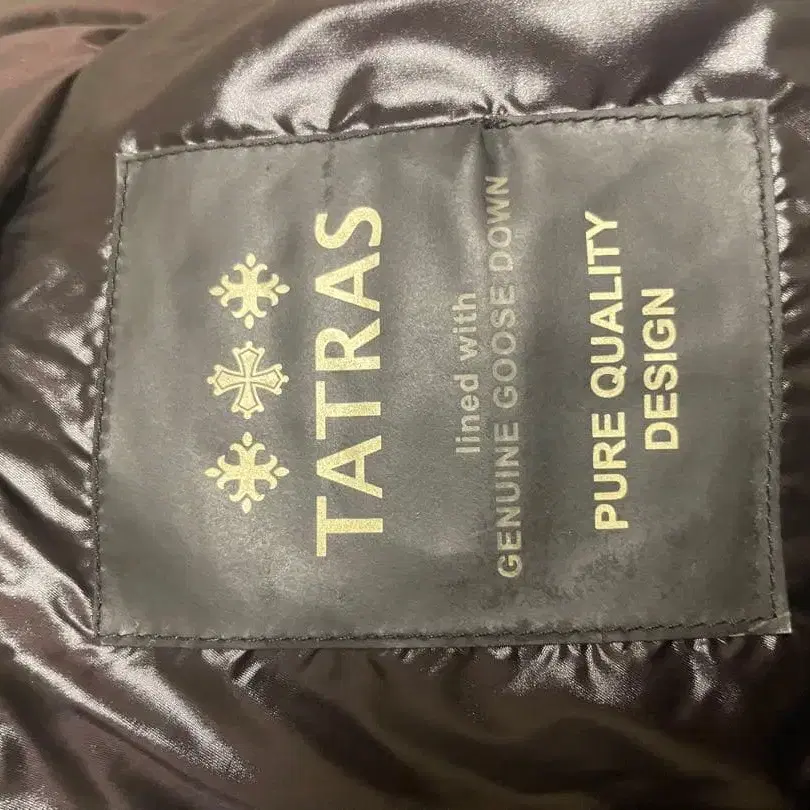 TATRAS
lined with
GENUINE GOOSE DOWN
PURE QUALITY
DESIGN